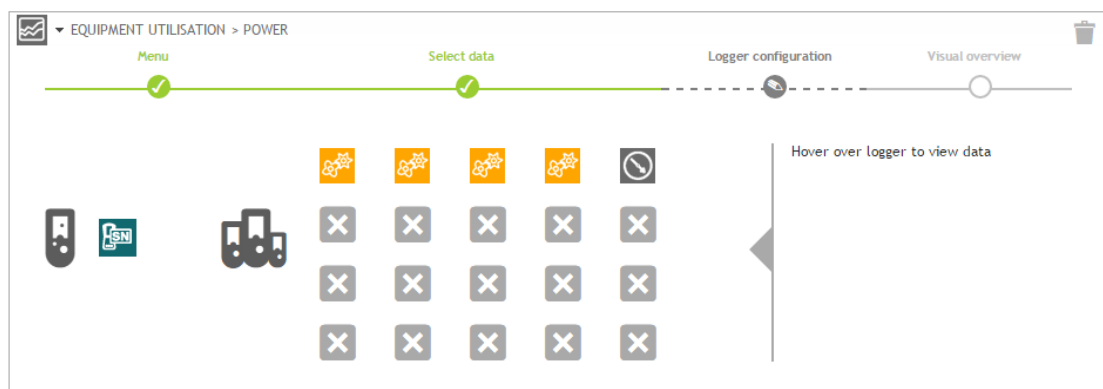 EQUIPMENT UTILISATION > POWER
Menu
Select data
Logger configuration
Visual overview
Hover over logger to view data
SN